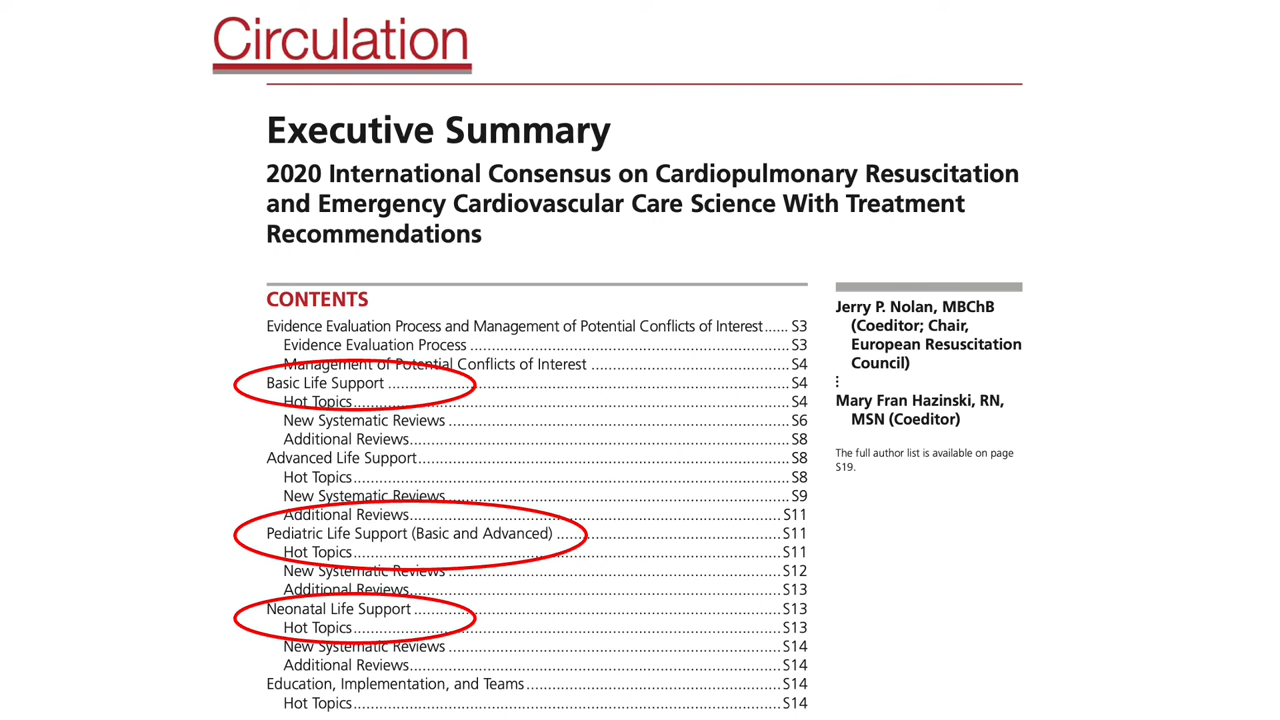 Circulation
Executive Summary
2020 International Consensus on Cardiopulmonary Resuscitation
and Emergency Cardiovascular Care Science With Treatment
Recommendations
CONTENTS
Evidence Evaluation Process and Management of Potential Conflicts of Interest...... S3
Evidence Evaluation Process ........ S3
Management of Potential Conflicts of Interest ........ S4
Basic Life Support ........ S4
Hot Topics........ S4
New Systematic Reviews ........ S6
Additional Reviews........ S8
Advanced Life Support........ S8
Hot Topics........ S8
New Systematic Reviews ........ S9
Additional Reviews........ S11
Pediatric Life Support (Basic and Advanced) ........ S11
Hot Topics........ S11
New Systematic Reviews ........ S12
Additional Reviews........ S13
Neonatal Life Support ........ S13
Hot Topics........ S13
New Systematic Reviews ........ S14
Additional Reviews........ S14
Education, Implementation, and Teams........ S14
Hot Topics........ S14
Jerry P. Nolan, MBChB
(Coeditor; Chair,
European Resuscitation
Council)
⋮
Mary Fran Hazinski, RN,
MSN (Coeditor)
The full author list is available on page
S19.